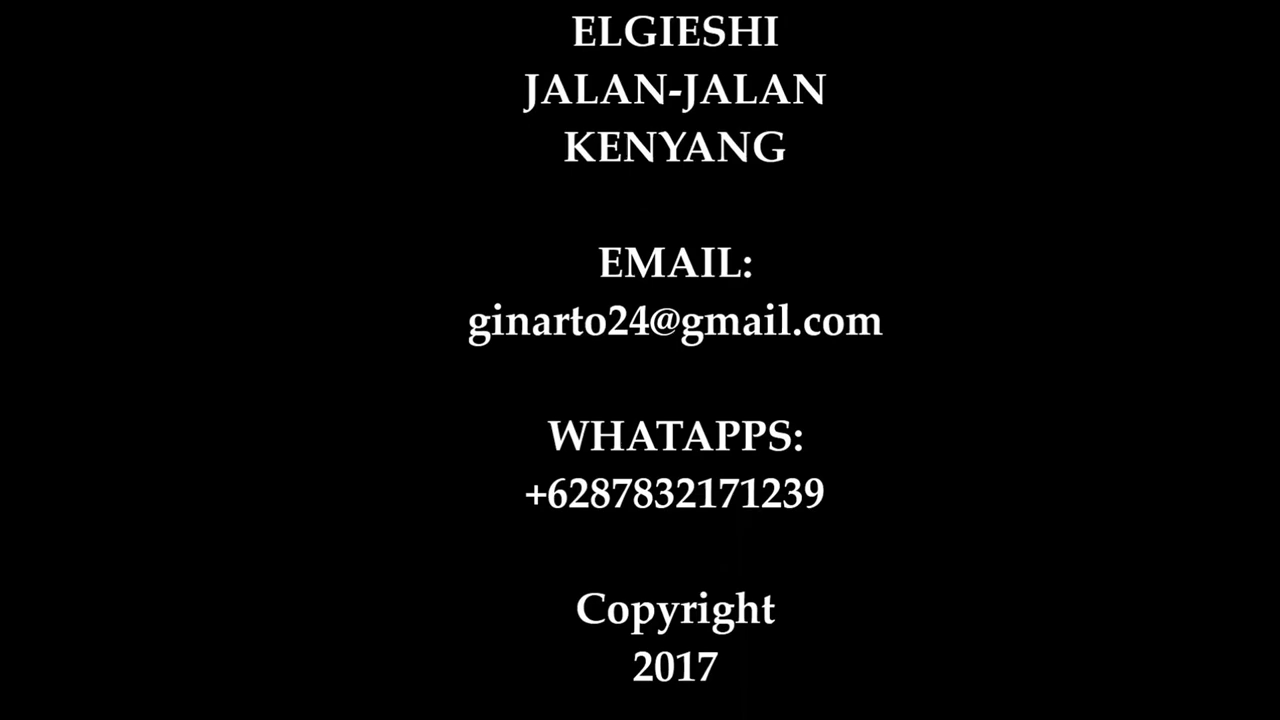 ELGIESHI
JALAN-JALAN
KENYANG
EMAIL:
ginarto24@gmail.com
WHATAPPS:
+6287832171239
Copyright
2017